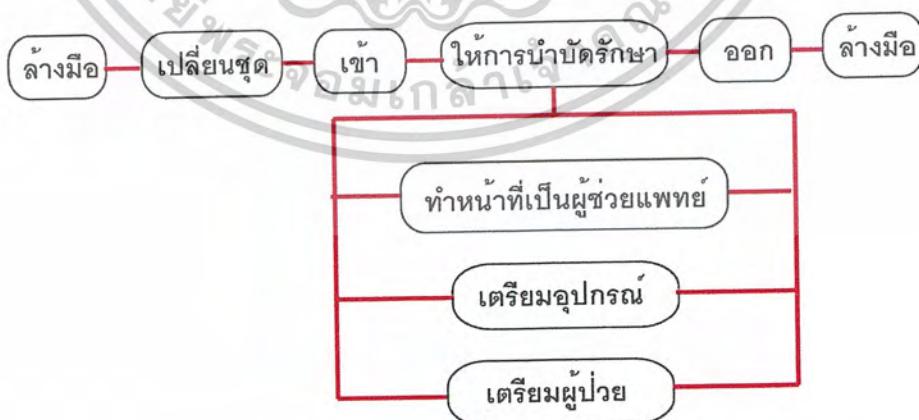 ล้างมือ เปลี่ยนชุด เข้า ให้การบำบัดรักษา ออก ล้างมือ
ทำหน้าที่เป็นผู้ช่วยแพทย์
เตรียมอุปกรณ์
เตรียมผู้ป่วย